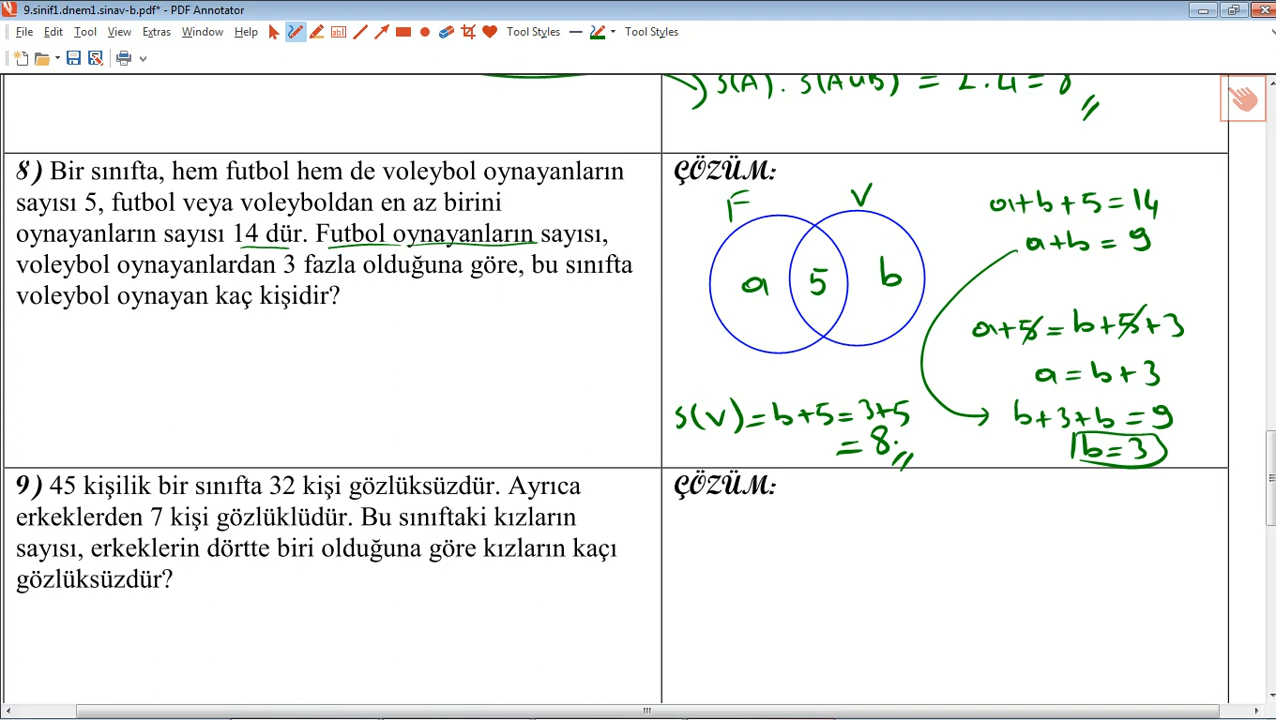 9.sinif1.dnem1.sinav-b.pdf* - PDF Annotator
File Edit Tool View Extras Window Help Tool Styles Tool Styles
S(A). S(AUB) = 2.4=8
8) Bir sınıfta, hem futbol hem de voleybol oynayanların
sayısı 5, futbol veya voleyboldan en az birini
oynayanların sayısı 14 dür. Futbol oynayanların sayısı,
voleybol oynayanlardan 3 fazla olduğuna göre, bu sınıfta
voleybol oynayan kaç kişidir?
ÇÖZÜM:
F V
a 5 b
a+b+5=14
a+b=9
a+5=b+5+3
a=b+3
b+3+b=9
b=3
S(V)=b+5=3+5
=8
9) 45 kişilik bir sınıfta 32 kişi gözlüksüzdür. Ayrıca
erkeklerden 7 kişi gözlüklüdür. Bu sınıftaki kızların
sayısı, erkeklerin dörtte biri olduğuna göre kızların kaçı
gözlüksüzdür?
ÇÖZÜM: